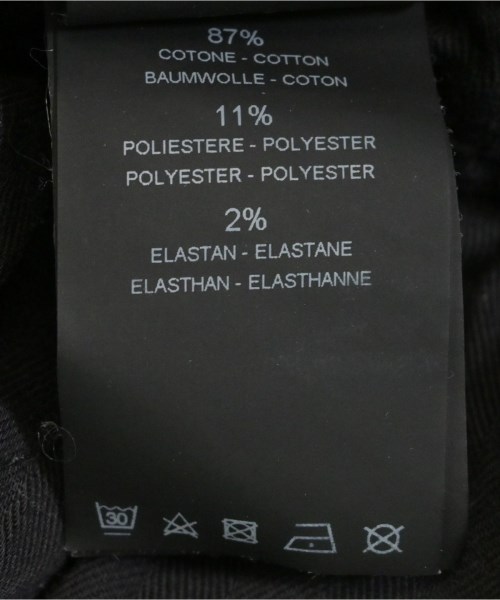 87%
COTONE - COTTON
BAUMWOLLE - COTON
11%
POLIESTERE - POLYESTER
POLYESTER - POLYESTER
2%
ELASTAN - ELASTANE
ELASTHAN - ELASTHANNE
30